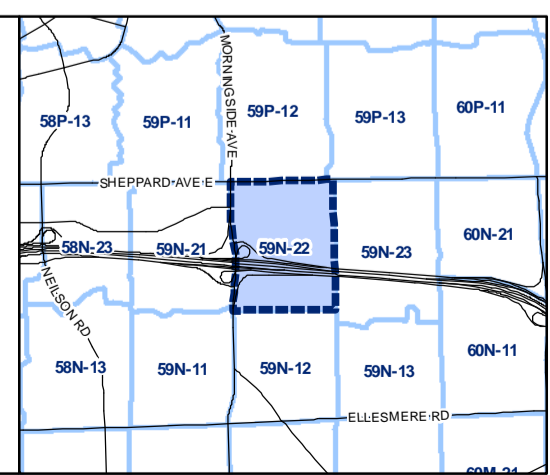 MORNINGSIDE AVE
58P-13
59P-11
59P-12
59P-13
60P-11
SHEPPARD AVE E
58N-23
59N-21
59N-22
59N-23
60N-21
NEILSON RD
58N-13
59N-11
59N-12
59N-13
60N-11
ELLESMERE RD
60M-21